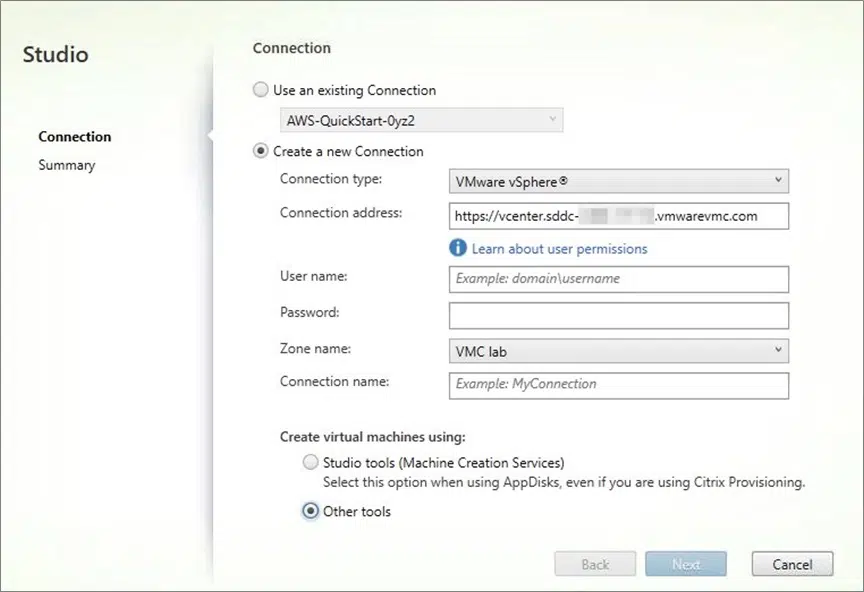 Studio
Connection
Summary
Connection
Use an existing Connection
AWS-QuickStart-0yz2
Create a new Connection
Connection type:
VMware vSphere®
Connection address:
https://vcenter.sddc- .vmwarevmc.com
Learn about user permissions
User name:
Example: domain\username
Password:
Zone name:
VMC lab
Connection name:
Example: MyConnection
Create virtual machines using:
Studio tools (Machine Creation Services)
Select this option when using AppDisks, even if you are using Citrix Provisioning.
Other tools
Back
Next
Cancel